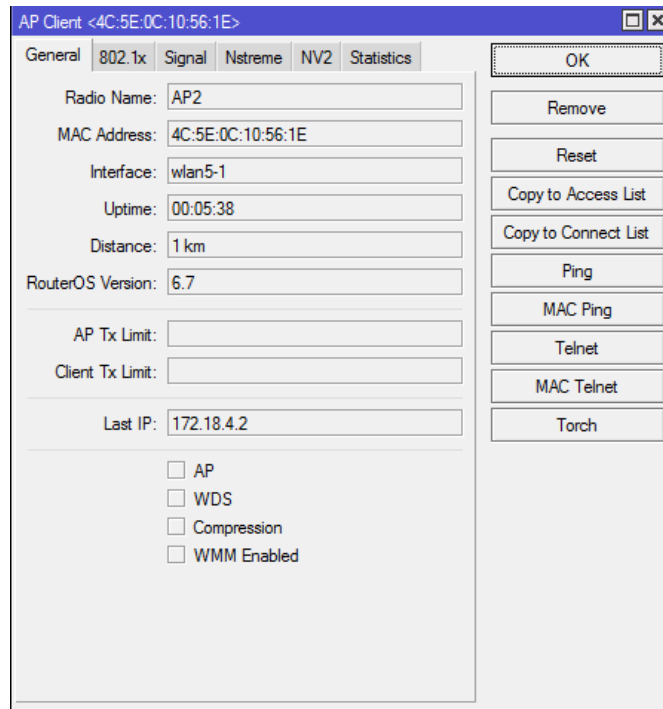 AP Client <4C:5E:0C:10:56:1E>
General 802.1x Signal Nstreme NV2 Statistics
Radio Name: AP2
MAC Address: 4C:5E:0C:10:56:1E
Interface: wlan5-1
Uptime: 00:05:38
Distance: 1 km
RouterOS Version: 6.7
AP Tx Limit:
Client Tx Limit:
Last IP: 172.18.4.2
AP
WDS
Compression
WMM Enabled
OK
Remove
Reset
Copy to Access List
Copy to Connect List
Ping
MAC Ping
Telnet
MAC Telnet
Torch